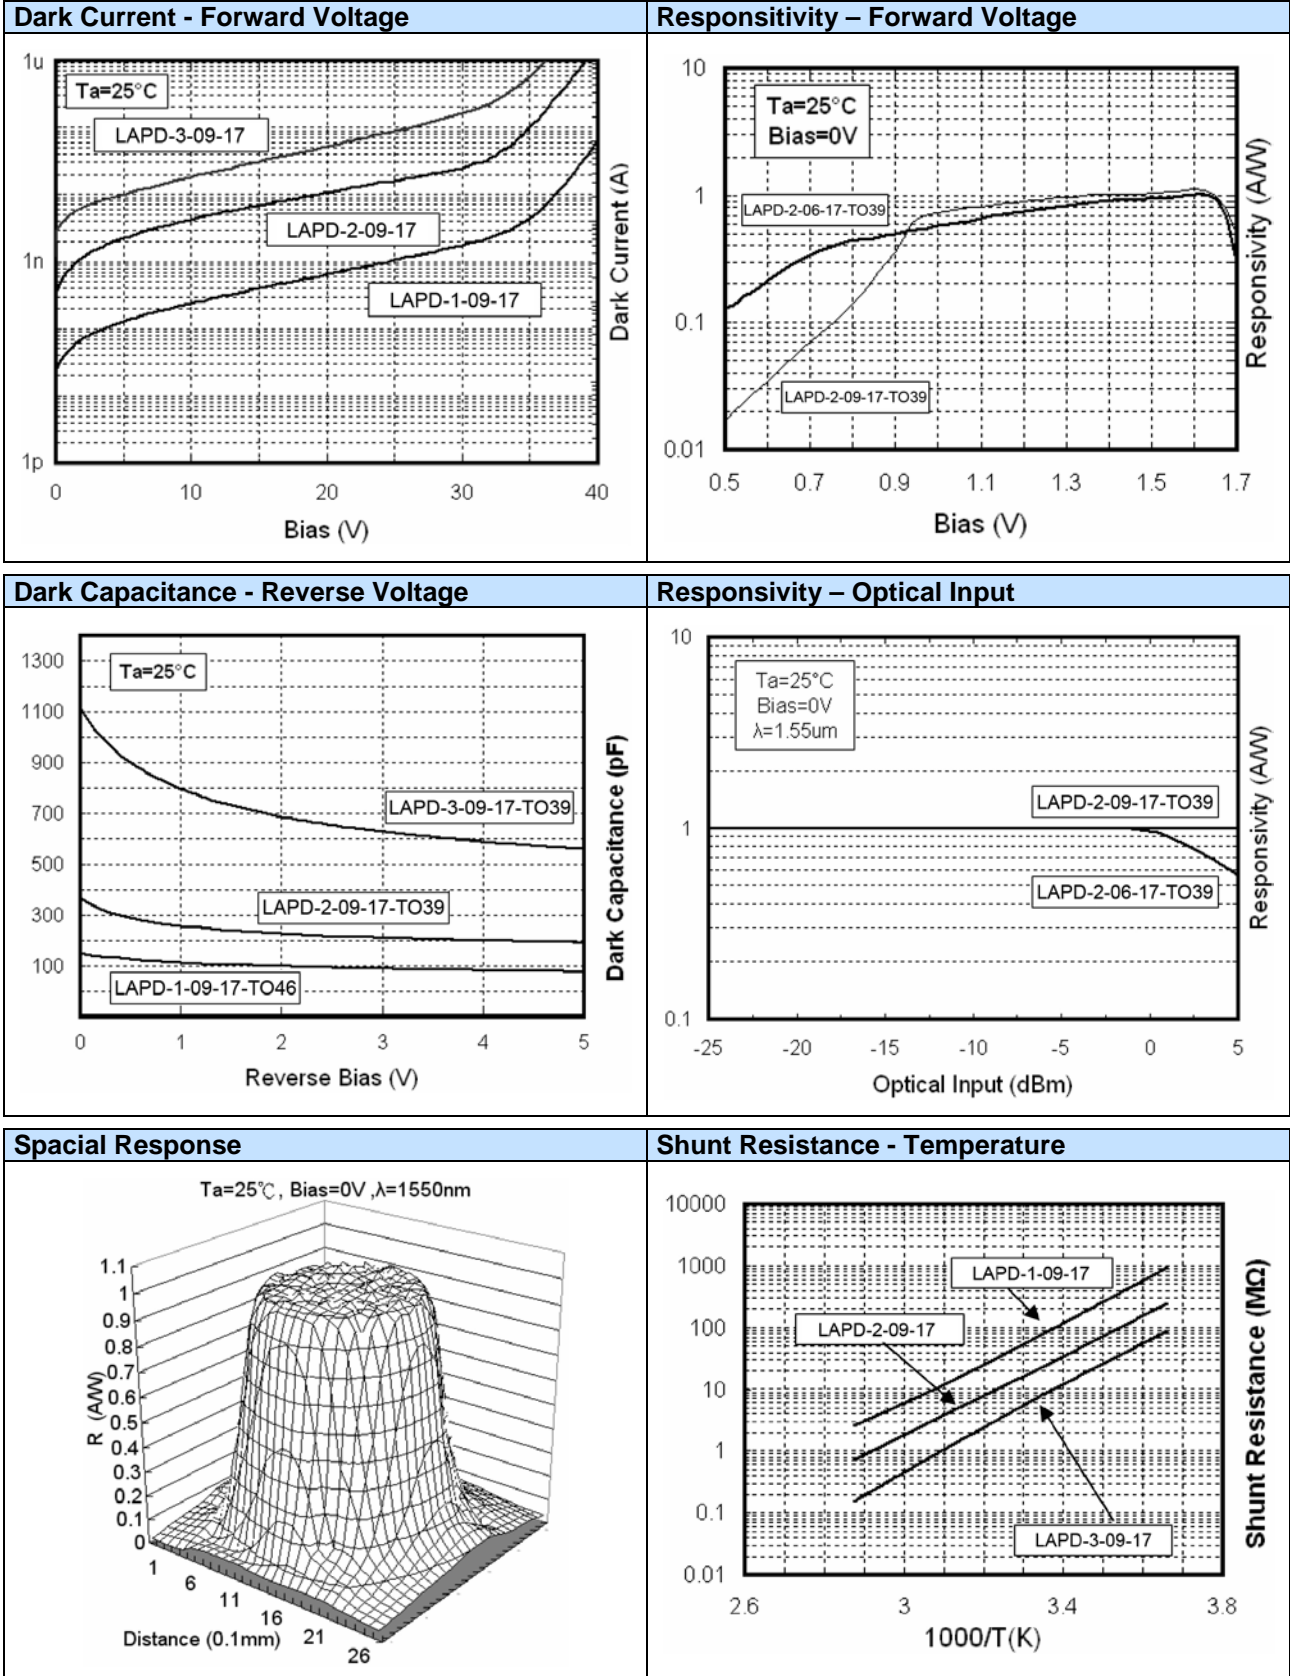 Dark Current - Forward Voltage
Responsitivity – Forward Voltage
1u
1n
1p
Ta=25°C
LAPD-3-09-17
LAPD-2-09-17
LAPD-1-09-17
Dark Current (A)
0 10 20 30 40
Bias (V)
10
1
0.1
0.01
Ta=25°C
Bias=0V
LAPD-2-06-17-TO39
LAPD-2-09-17-TO39
Responsivity (A/W)
0.5 0.7 0.9 1.1 1.3 1.5 1.7
Bias (V)
Dark Capacitance - Reverse Voltage
Responsivity – Optical Input
1300
1100
900
700
500
300
100
Ta=25°C
LAPD-3-09-17-TO39
LAPD-2-09-17-TO39
LAPD-1-09-17-TO46
Dark Capacitance (pF)
0 1 2 3 4 5
Reverse Bias (V)
10
1
0.1
Ta=25°C
Bias=0V
λ=1.55um
LAPD-2-09-17-TO39
LAPD-2-06-17-TO39
Responsivity (A/W)
-25 -20 -15 -10 -5 0 5
Optical Input (dBm)
Spacial Response
Shunt Resistance - Temperature
Ta=25℃, Bias=0V ,λ=1550nm
1.1
1
0.9
0.8
0.7
0.6
0.5
0.4
0.3
0.2
0.1
0
R (A/W)
1 6 11 16 21 26
Distance (0.1mm)
10000
1000
100
10
1
0.1
0.01
LAPD-1-09-17
LAPD-2-09-17
LAPD-3-09-17
Shunt Resistance (MΩ)
2.6 3 3.4 3.8
1000/T(K)